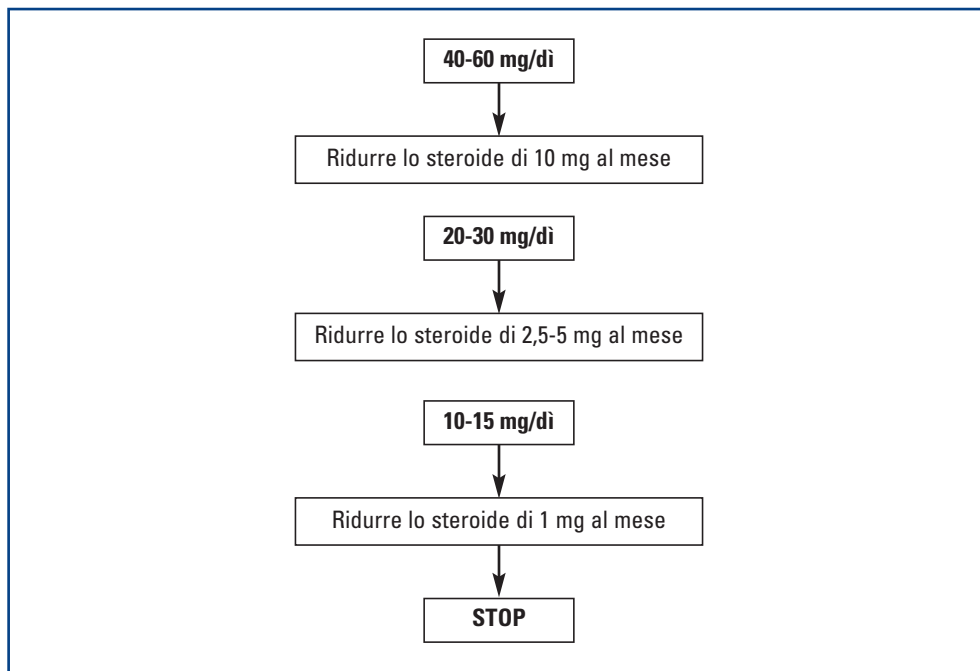 40-60 mg/dì
Ridurre lo steroide di 10 mg al mese
20-30 mg/dì
Ridurre lo steroide di 2,5-5 mg al mese
10-15 mg/dì
Ridurre lo steroide di 1 mg al mese
STOP